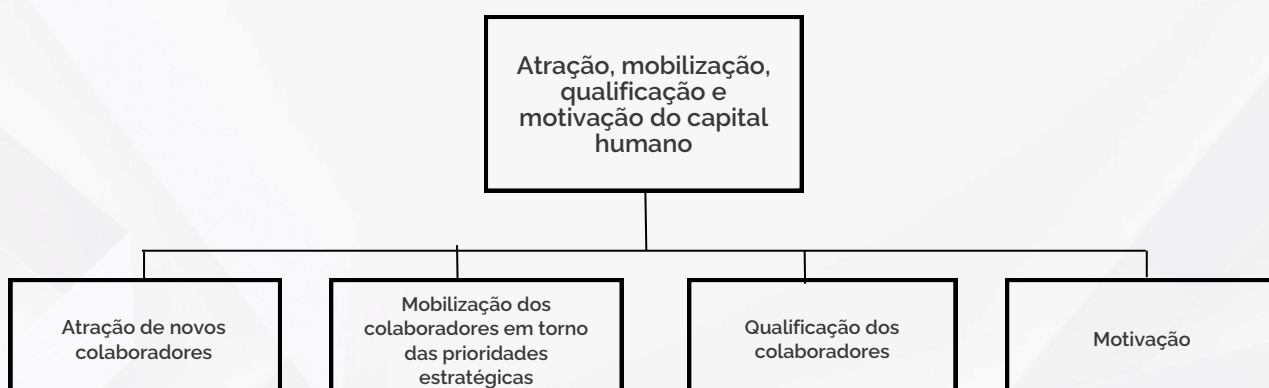 Atração, mobilização,
qualificação e
motivação do capital
humano
Atração de novos
colaboradores
Mobilização dos
colaboradores em torno
das prioridades
estratégicas
Qualificação dos
colaboradores
Motivação